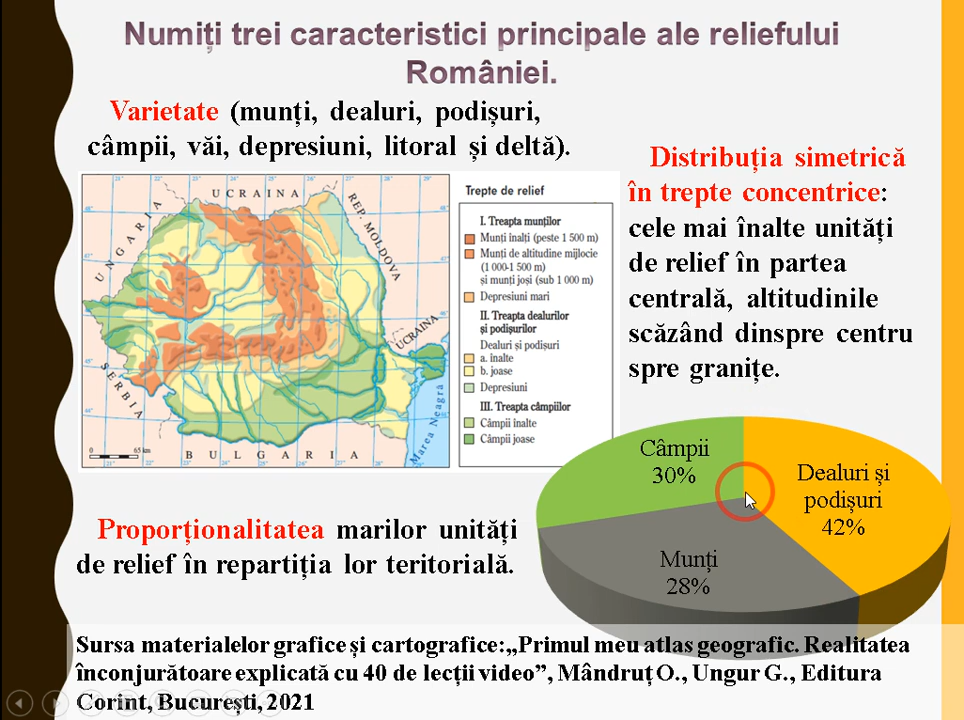 Numiți trei caracteristici principale ale reliefului
României.
Varietate (munți, dealuri, podișuri,
câmpii, văi, depresiuni, litoral și deltă).
Distribuția simetrică
în trepte concentrice:
cele mai înalte unități
de relief în partea
centrală, altitudinile
scăzând dinspre centru
spre granițe.
UCRAINA
UNGARIA
REP. MOLDOVA
UCRAINA
SERBIA
BULGARIA
Marea Neagră
0 65 km
Trepte de relief
I. Treapta munților
Munți înalți (peste 1 500 m)
Munți de altitudine mijlocie
(1 000-1 500 m)
și munți joși (sub 1 000 m)
Depresiuni mari
II. Treapta dealurilor
și podișurilor
Dealuri și podișuri
a. înalte
b. joase
Depresiuni
III. Treapta câmpiilor
Câmpii înalte
Câmpii joase
Câmpii
30%
Dealuri și
podișuri
42%
Munți
28%
Proporționalitatea marilor unități
de relief în repartiția lor teritorială.
Sursa materialelor grafice și cartografice:„Primul meu atlas geografic. Realitatea
înconjurătoare explicată cu 40 de lecții video”, Mândruț O., Ungur G., Editura
Corint, București, 2021